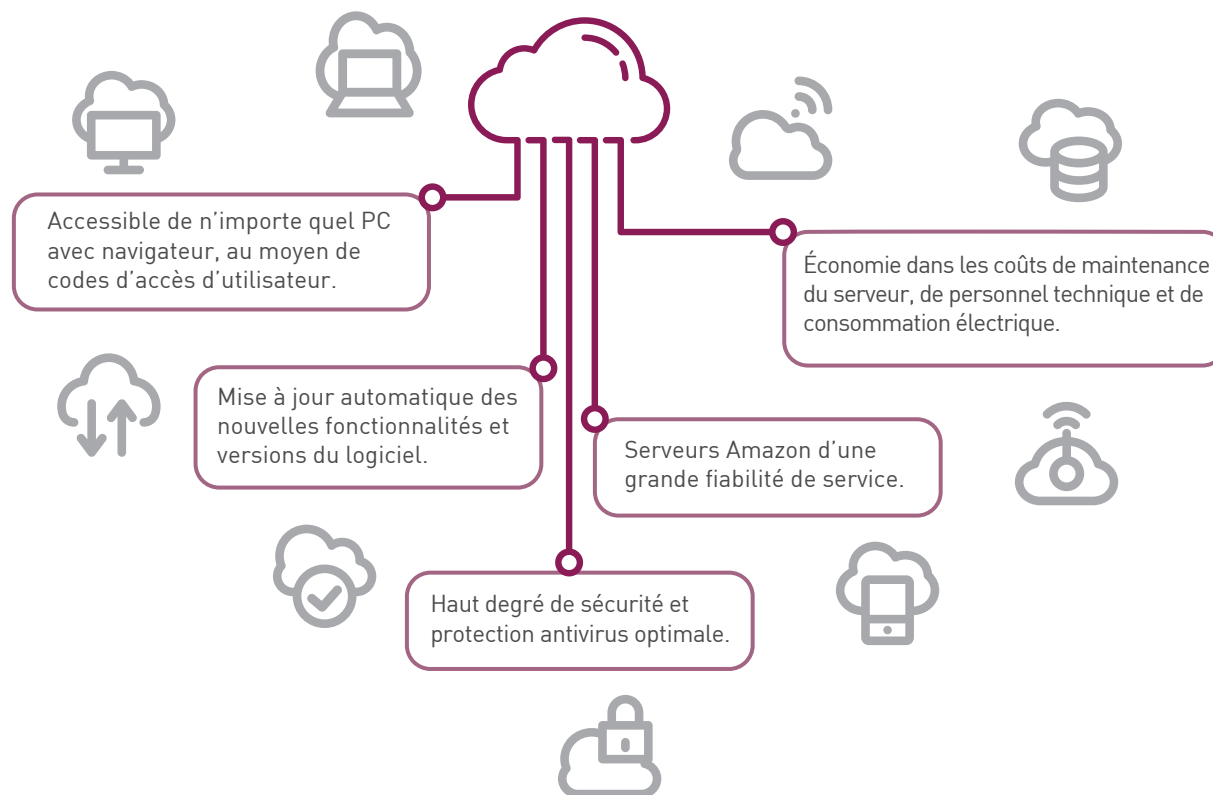 Accessible de n’importe quel PC
avec navigateur, au moyen de
codes d’accès d’utilisateur.
Économie dans les coûts de maintenance
du serveur, de personnel technique et de
consommation électrique.
Mise à jour automatique des
nouvelles fonctionnalités et
versions du logiciel.
Serveurs Amazon d’une
grande fiabilité de service.
Haut degré de sécurité et
protection antivirus optimale.